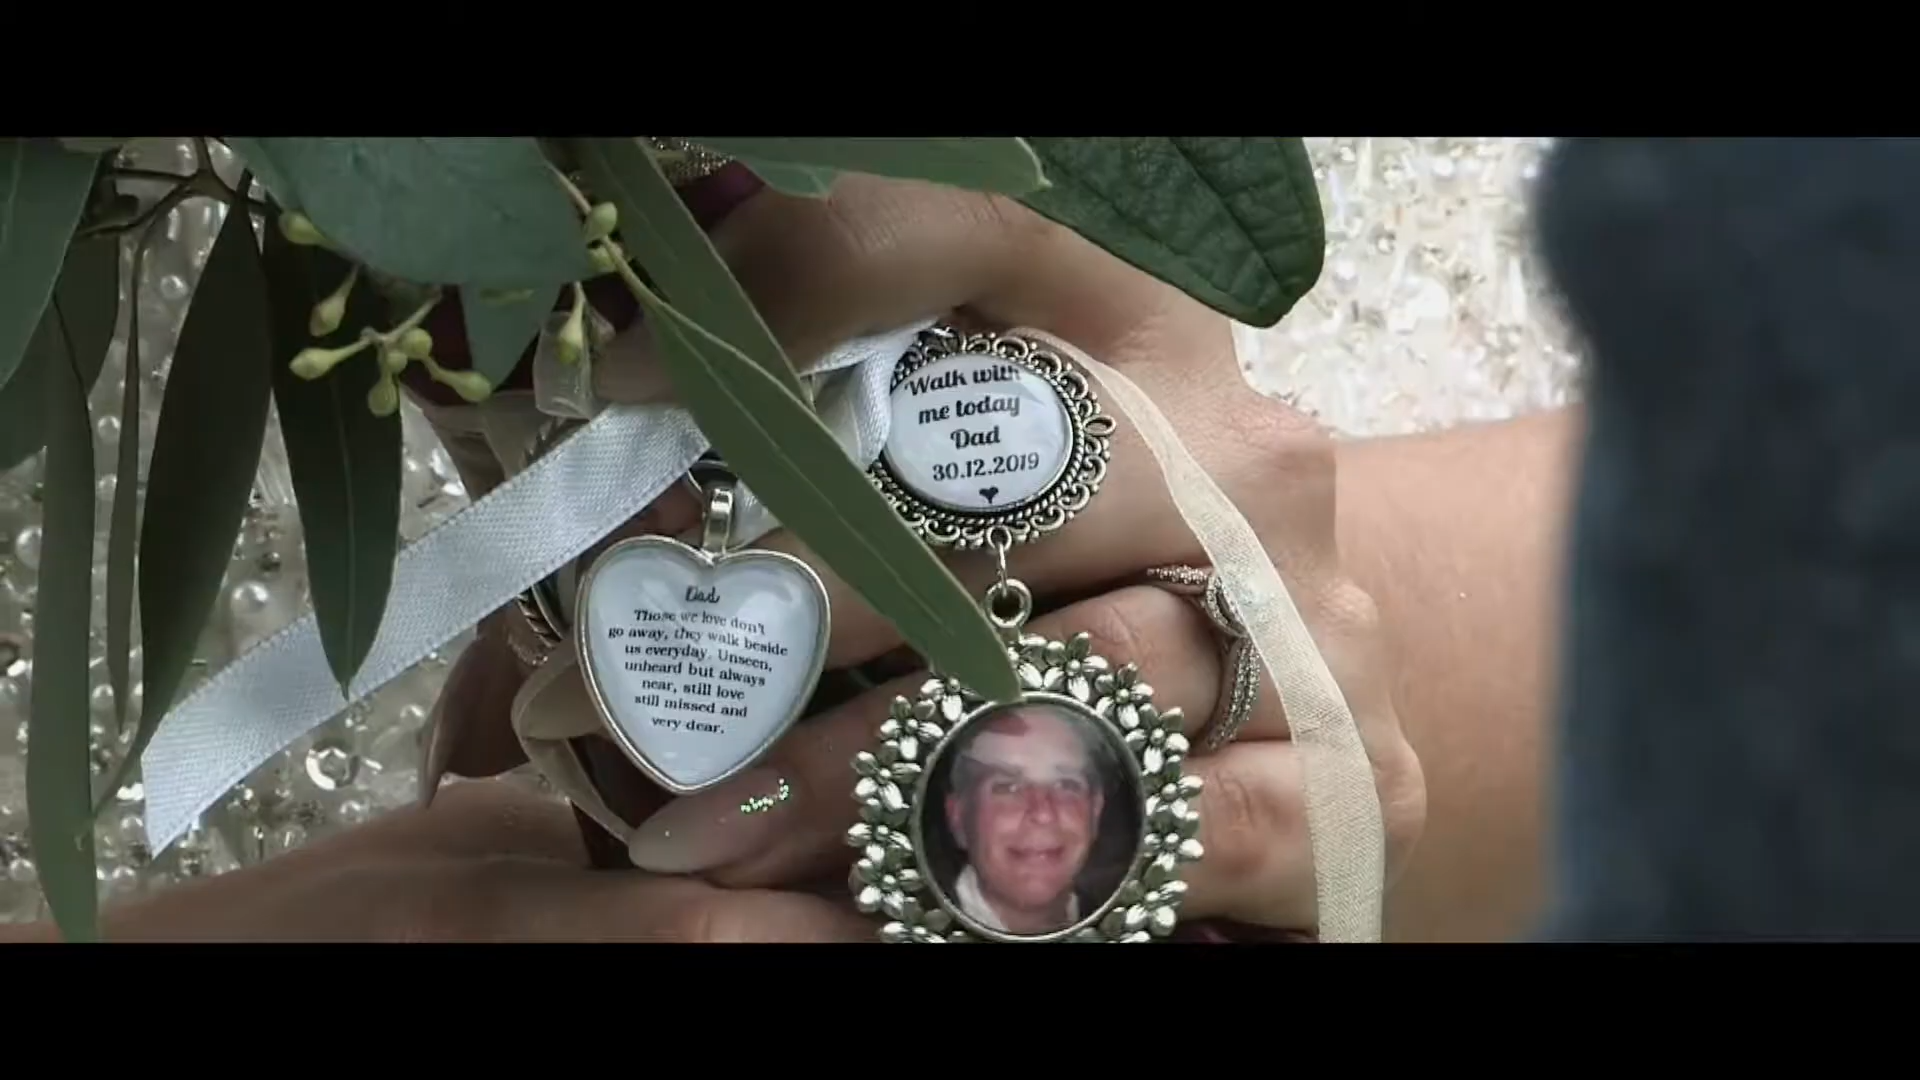 Walk with
me today
Dad
30.12.2019
Dad
Those we love don't
go away, they walk beside
us everyday. Unseen,
unheard but always
near, still love
still missed and
very dear.